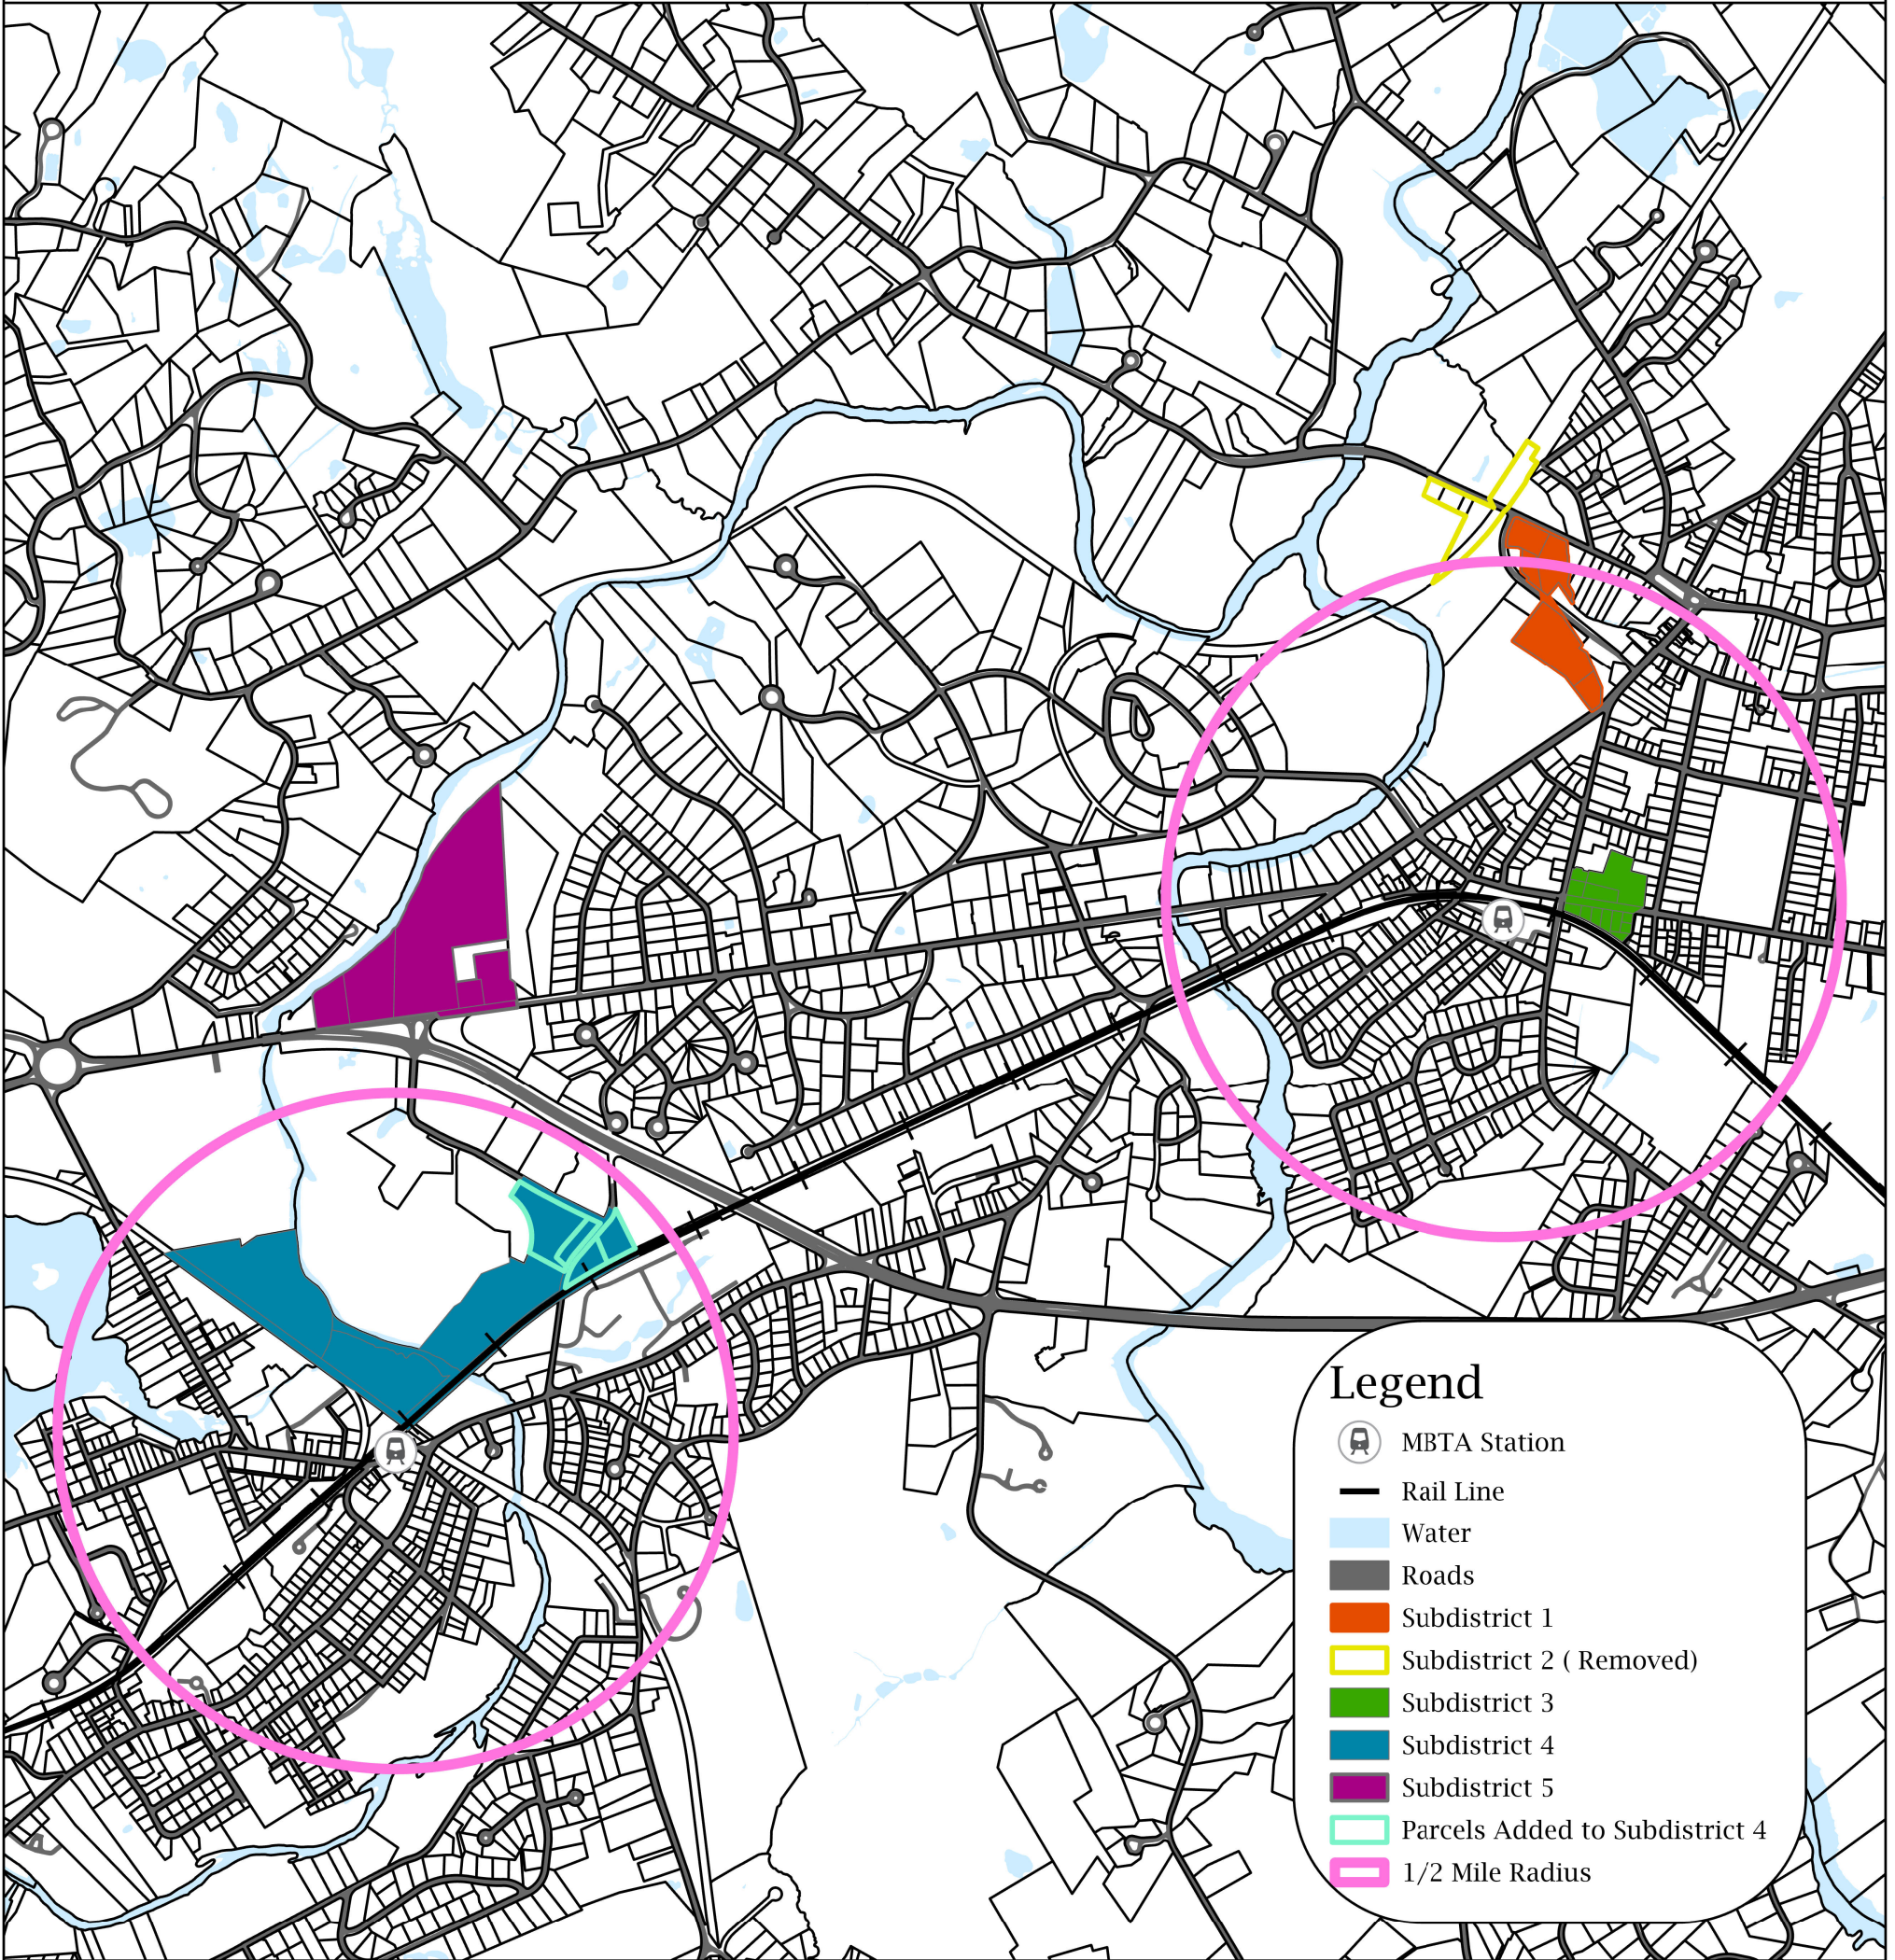 Legend
MBTA Station
Rail Line
Water
Roads
Subdistrict 1
Subdistrict 2 ( Removed)
Subdistrict 3
Subdistrict 4
Subdistrict 5
Parcels Added to Subdistrict 4
1/2 Mile Radius